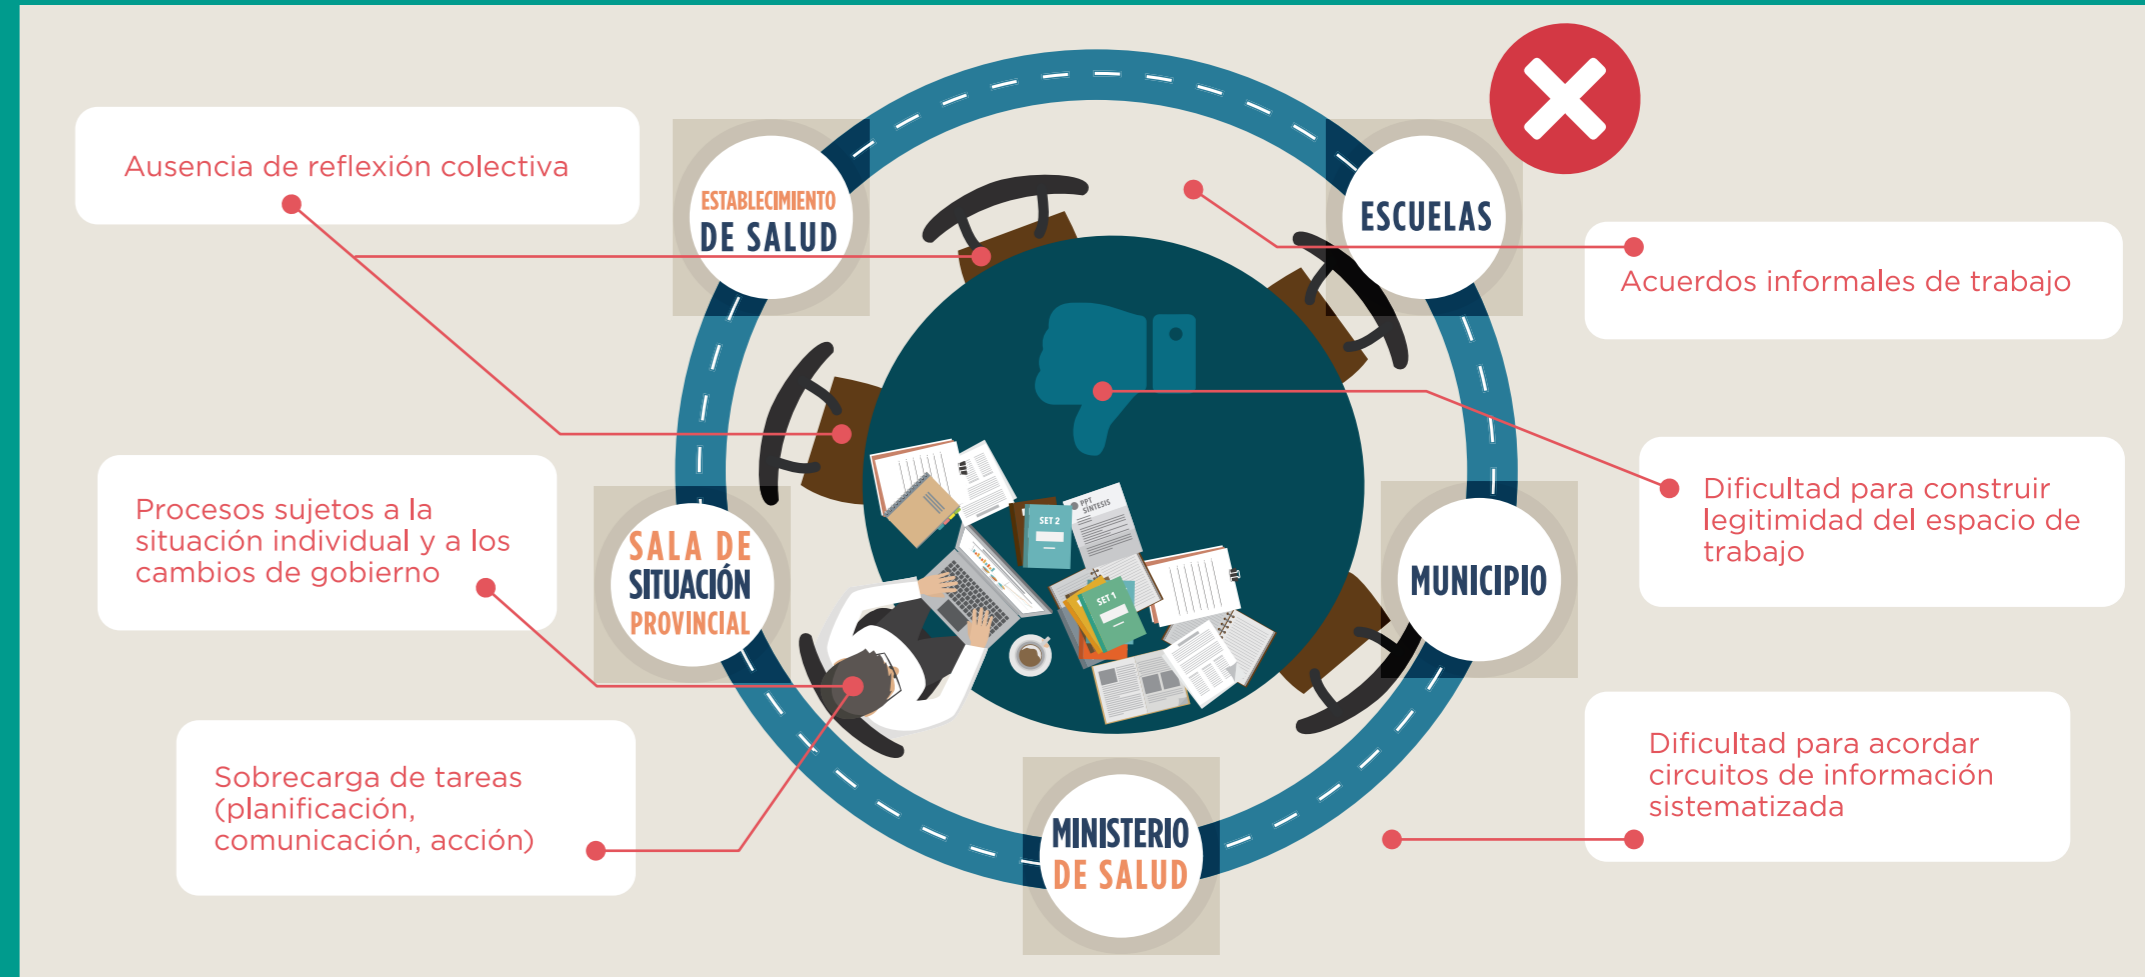 Ausencia de reflexión colectiva
ESTABLECIMIENTO
DE SALUD
ESCUELAS
Acuerdos informales de trabajo
Procesos sujetos a la
situación individual y a los
cambios de gobierno
SALA DE
SITUACIÓN
PROVINCIAL
PPT
SÍNTESIS
SET 2
SET 1
Dificultad para construir
legitimidad del espacio de
trabajo
MUNICIPIO
Sobrecarga de tareas
(planificación,
comunicación, acción)
MINISTERIO
DE SALUD
Dificultad para acordar
circuitos de información
sistematizada